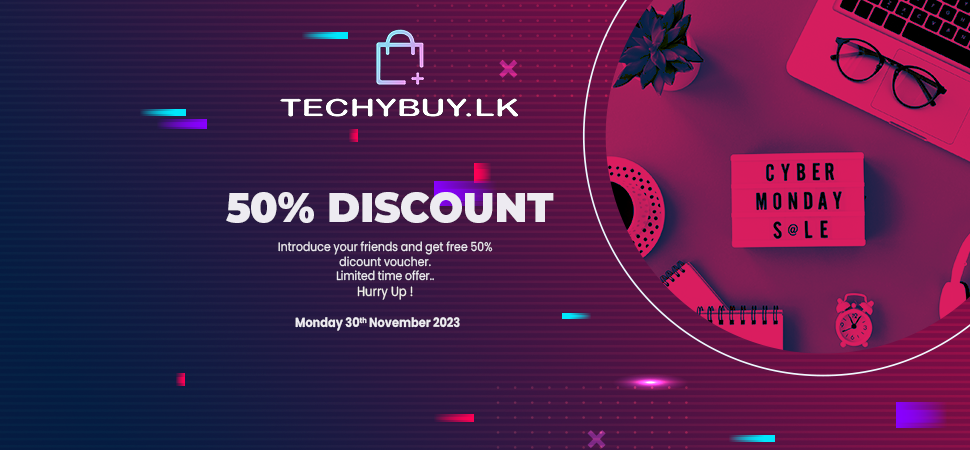 TECHYBUY.LK
50% DISCOUNT
Introduce your friends and get free 50%
dicount voucher.
Limited time offer..
Hurry Up !
Monday 30th November 2023
CYBER
MONDAY
S@LE